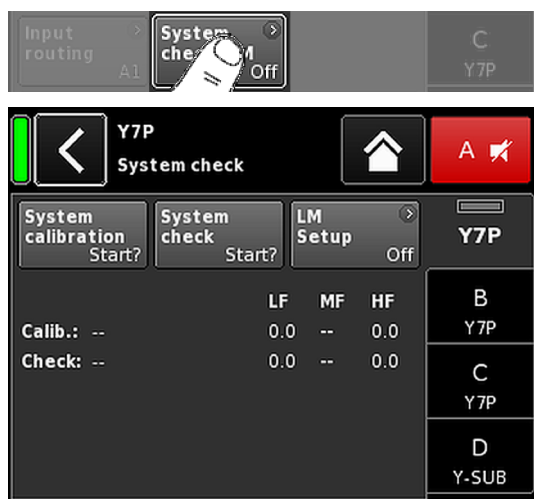 Input
routing
A1
System
Off
C
Y7P
Y7P
System check
A
System
calibration
Start?
System
check
Start?
LM
Setup
Off
Y7P
LF MF HF
Calib.: -- 0.0 -- 0.0
Check: -- 0.0 -- 0.0
B
Y7P
C
Y7P
D
Y-SUB